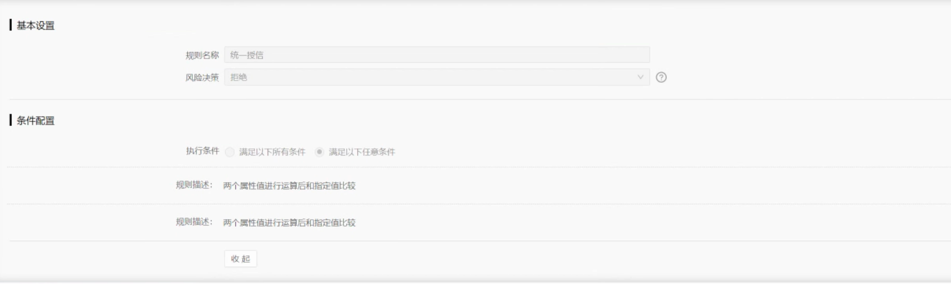 基本设置
规则名称 统一授信
风险决策 拒绝
条件配置
执行条件 满足以下所有条件 满足以下任意条件
规则描述： 两个属性值进行运算后和指定值比较
规则描述： 两个属性值进行运算后和指定值比较
收起